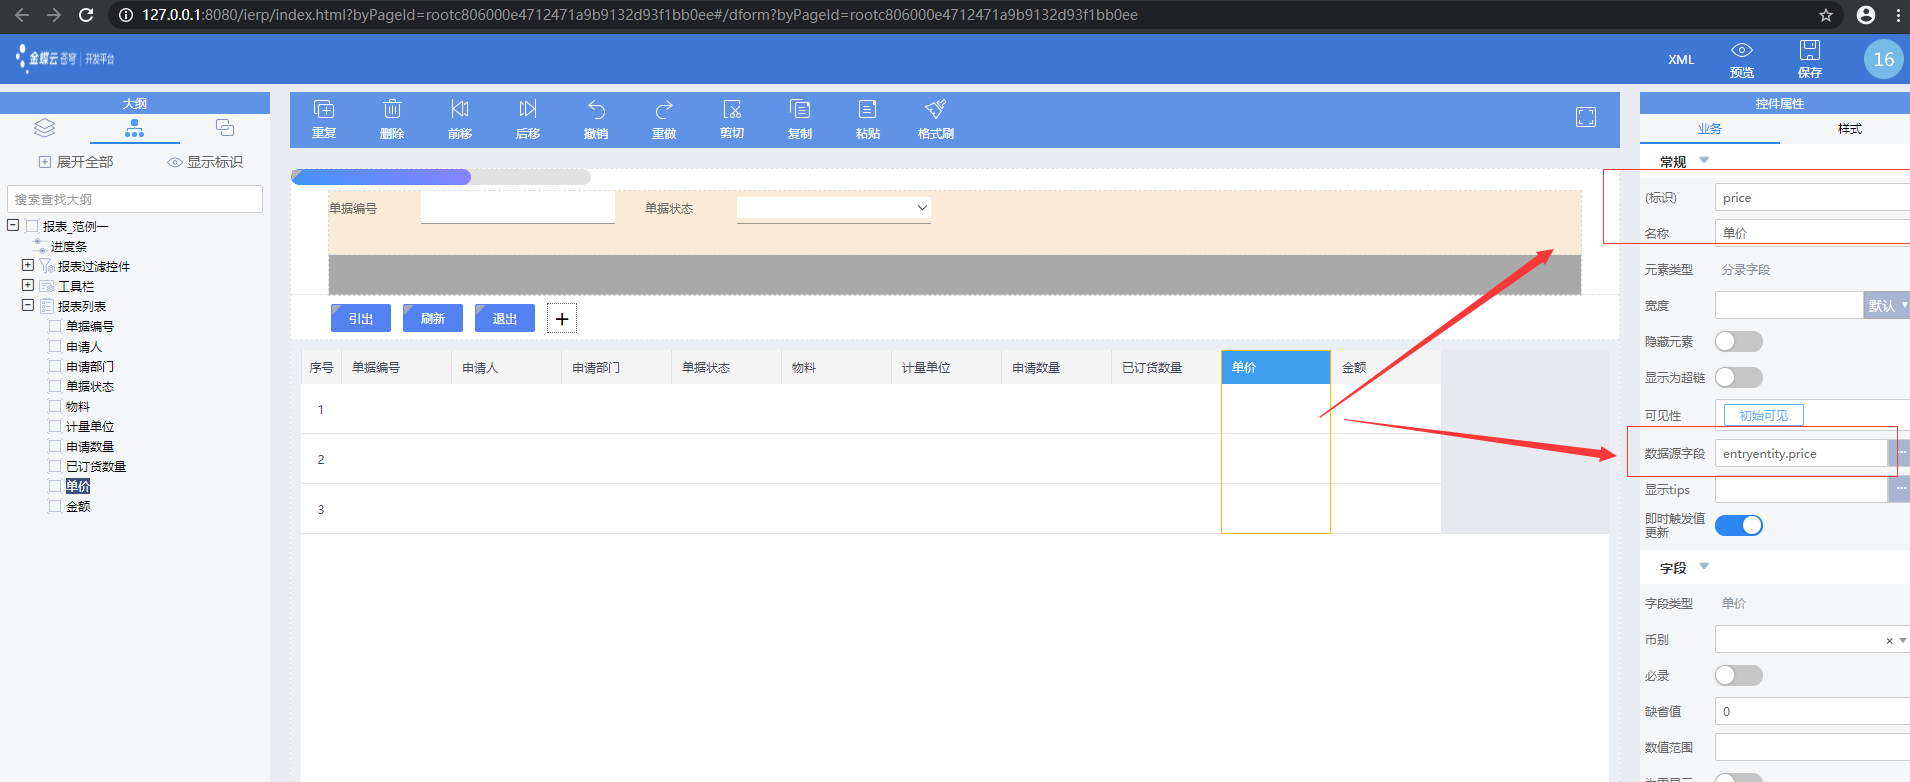 127.0.0.1:8080/ierp/index.html?byPageId=rootc806000e4712471a9b9132d93f1bb0ee#/dform?byPageId=rootc806000e4712471a9b9132d93f1bb0ee
金蝶云 苍穹 | 开发平台
XML
预览
保存
16
大纲
展开全部
显示标识
搜索查找大纲
报表_范例一
进度条
报表过滤控件
工具栏
报表列表
单据编号
申请人
申请部门
单据状态
物料
计量单位
申请数量
已订货数量
单价
金额
重复
删除
前移
后移
撤销
重做
剪切
复制
粘贴
格式刷
单据编号
单据状态
引出
刷新
退出
+
序号 单据编号 申请人 申请部门 单据状态 物料 计量单位 申请数量 已订货数量 单价 金额
1
2
3
控件属性
业务 样式
常规
(标识) price
名称 单价
元素类型 分录字段
宽度 默认
隐藏元素
显示为超链
可见性 初始可见
数据源字段 entryentity.price ...
显示tips ...
即时触发值
更新
字段
字段类型 单价
币别 ×
必录
缺省值 0
数值范围